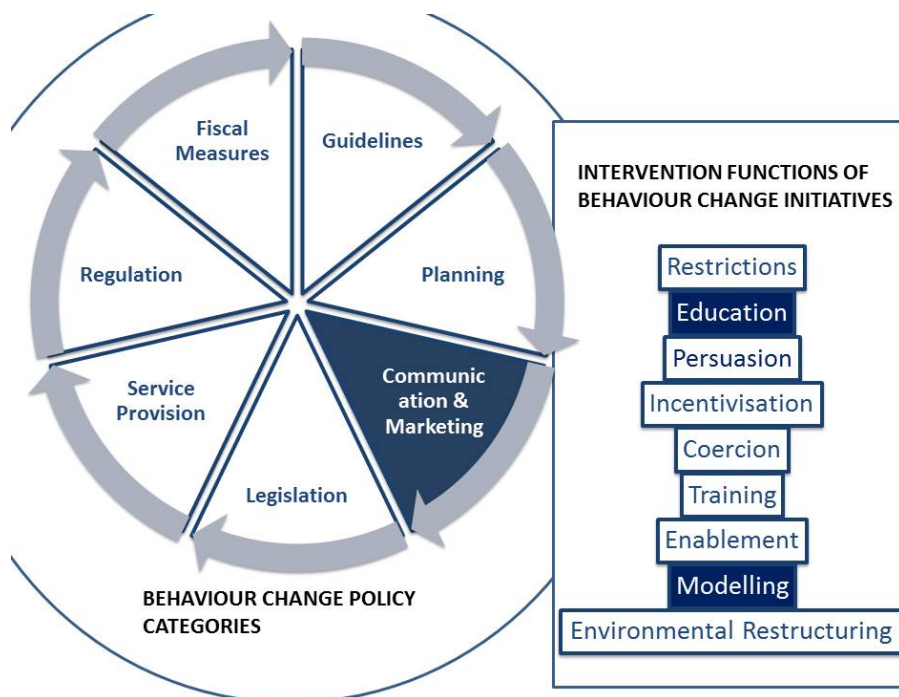 Fiscal
Measures
Guidelines
Regulation
Planning
Service
Provision
Communic
ation &
Marketing
Legislation
BEHAVIOUR CHANGE POLICY
CATEGORIES
INTERVENTION FUNCTIONS OF
BEHAVIOUR CHANGE INITIATIVES
Restrictions
Education
Persuasion
Incentivisation
Coercion
Training
Enablement
Modelling
Environmental Restructuring